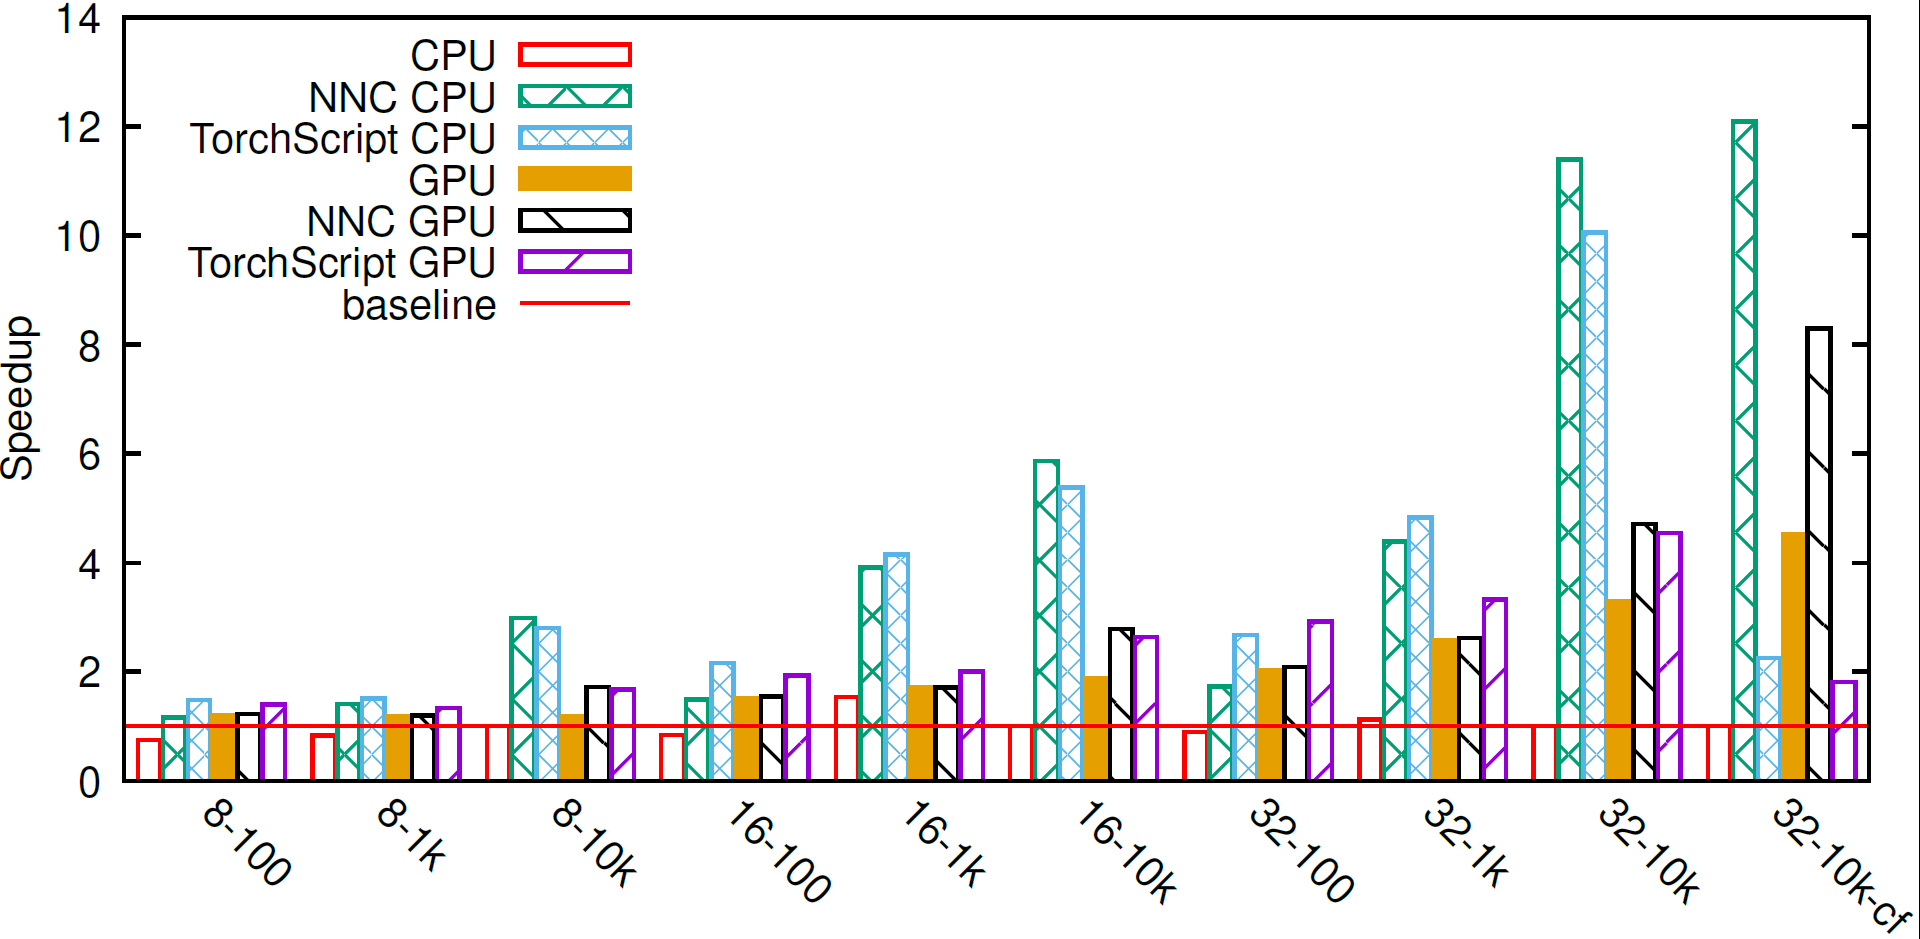 14
12
10
8
6
4
2
0
Speedup
CPU
NNC CPU
TorchScript CPU
GPU
NNC GPU
TorchScript GPU
baseline
8-100
8-1k
8-10k
16-100
16-1k
16-10k
32-100
32-1k
32-10k
32-10k-cf